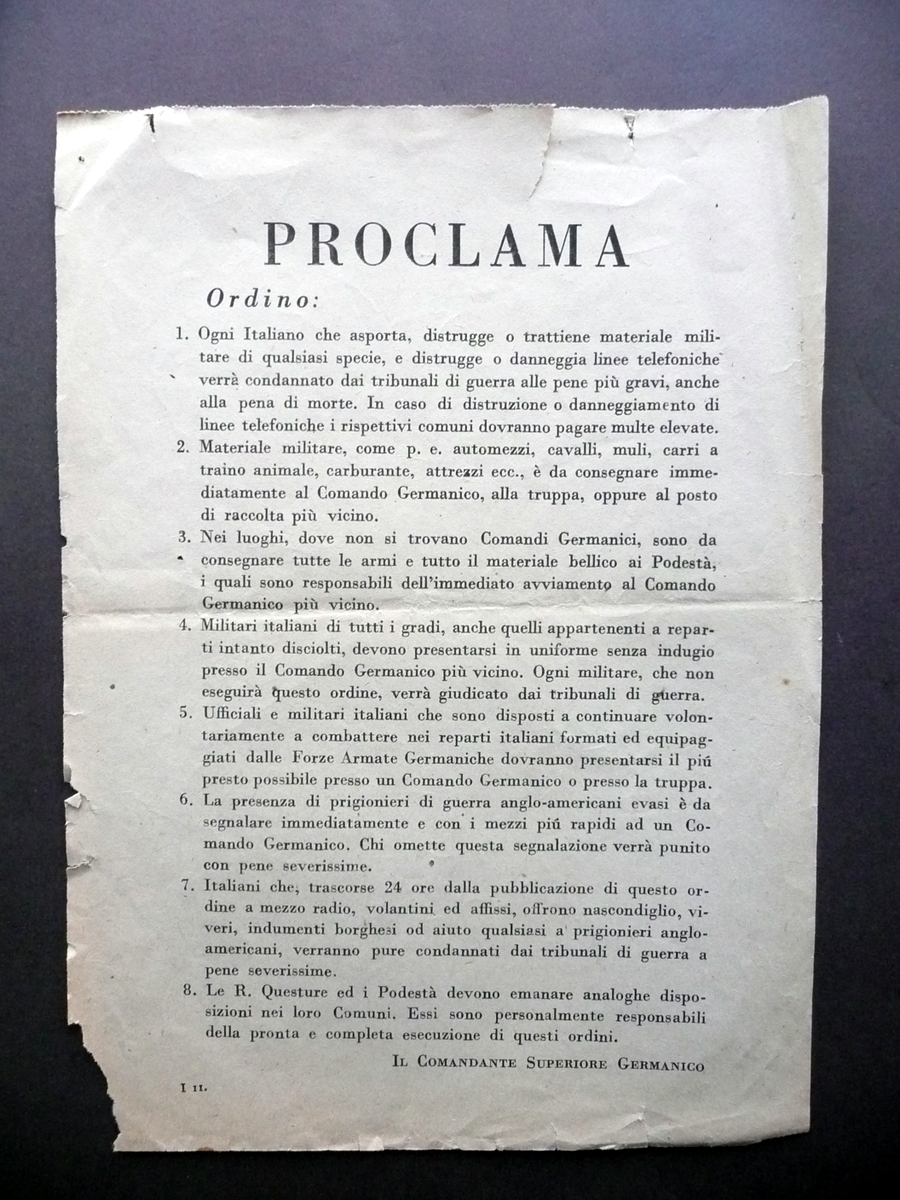 PROCLAMA
Ordino:
1. Ogni Italiano che asporta, distrugge o trattiene materiale mili-
tare di qualsiasi specie, e distrugge o danneggia linee telefoniche
verrà condannato dai tribunali di guerra alle pene più gravi, anche
alla pena di morte. In caso di distruzione o danneggiamento di
linee telefoniche i rispettivi comuni dovranno pagare multe elevate.
2. Materiale militare, come p. e. automezzi, cavalli, muli, carri a
traino animale, carburante, attrezzi ecc., è da consegnare imme-
diatamente al Comando Germanico, alla truppa, oppure al posto
di raccolta più vicino.
3. Nei luoghi, dove non si trovano Comandi Germanici, sono da
consegnare tutte le armi e tutto il materiale bellico ai Podestà,
i quali sono responsabili dell'immediato avviamento al Comando
Germanico più vicino.
4. Militari italiani di tutti i gradi, anche quelli appartenenti a repar-
ti intanto disciolti, devono presentarsi in uniforme senza indugio
presso il Comando Germanico più vicino. Ogni militare, che non
eseguirà questo ordine, verrà giudicato dai tribunali di guerra.
5. Ufficiali e militari italiani che sono disposti a continuare volon-
tariamente a combattere nei reparti italiani formati ed equipag-
giati dalle Forze Armate Germaniche dovranno presentarsi il piú
presto possibile presso un Comando Germanico o presso la truppa.
6. La presenza di prigionieri di guerra anglo-americani evasi è da
segnalare immediatamente e con i mezzi piú rapidi ad un Co-
mando Germanico. Chi omette questa segnalazione verrà punito
con pene severissime.
7. Italiani che, trascorse 24 ore dalla pubblicazione di questo or-
dine a mezzo radio, volantini ed affissi, offrono nascondiglio, vi-
veri, indumenti borghesi od aiuto qualsiasi a prigionieri anglo-
americani, verranno pure condannati dai tribunali di guerra a
pene severissime.
8. Le R. Questure ed i Podestà devono emanare analoghe dispo-
sizioni nei loro Comuni. Essi sono personalmente responsabili
della pronta e completa esecuzione di questi ordini.
IL COMANDANTE SUPERIORE GERMANICO
I 11.